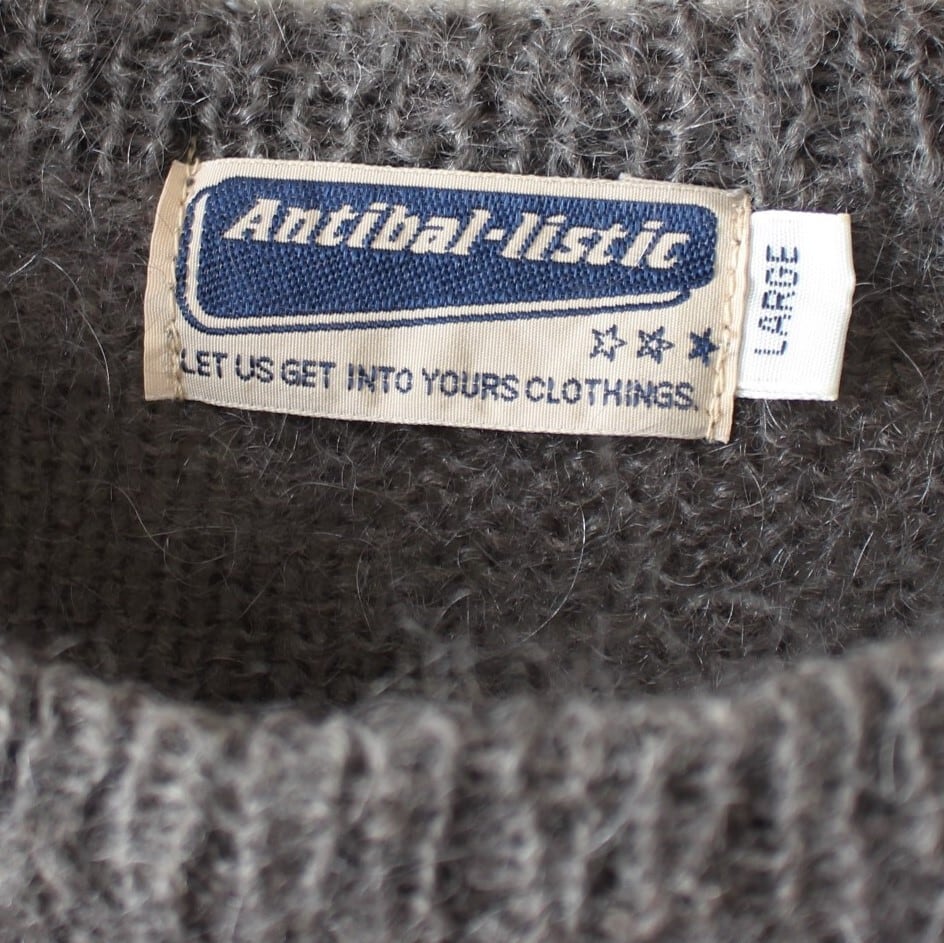 Antibal-listic
LET US GET INTO YOURS CLOTHINGS.
LARGE